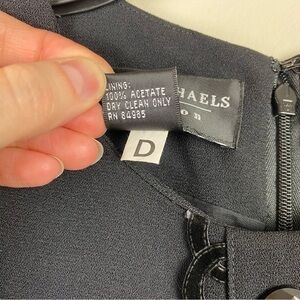 LINING:
100% ACETATE
DRY CLEAN ONLY
RN 84985
HAELS
on
D